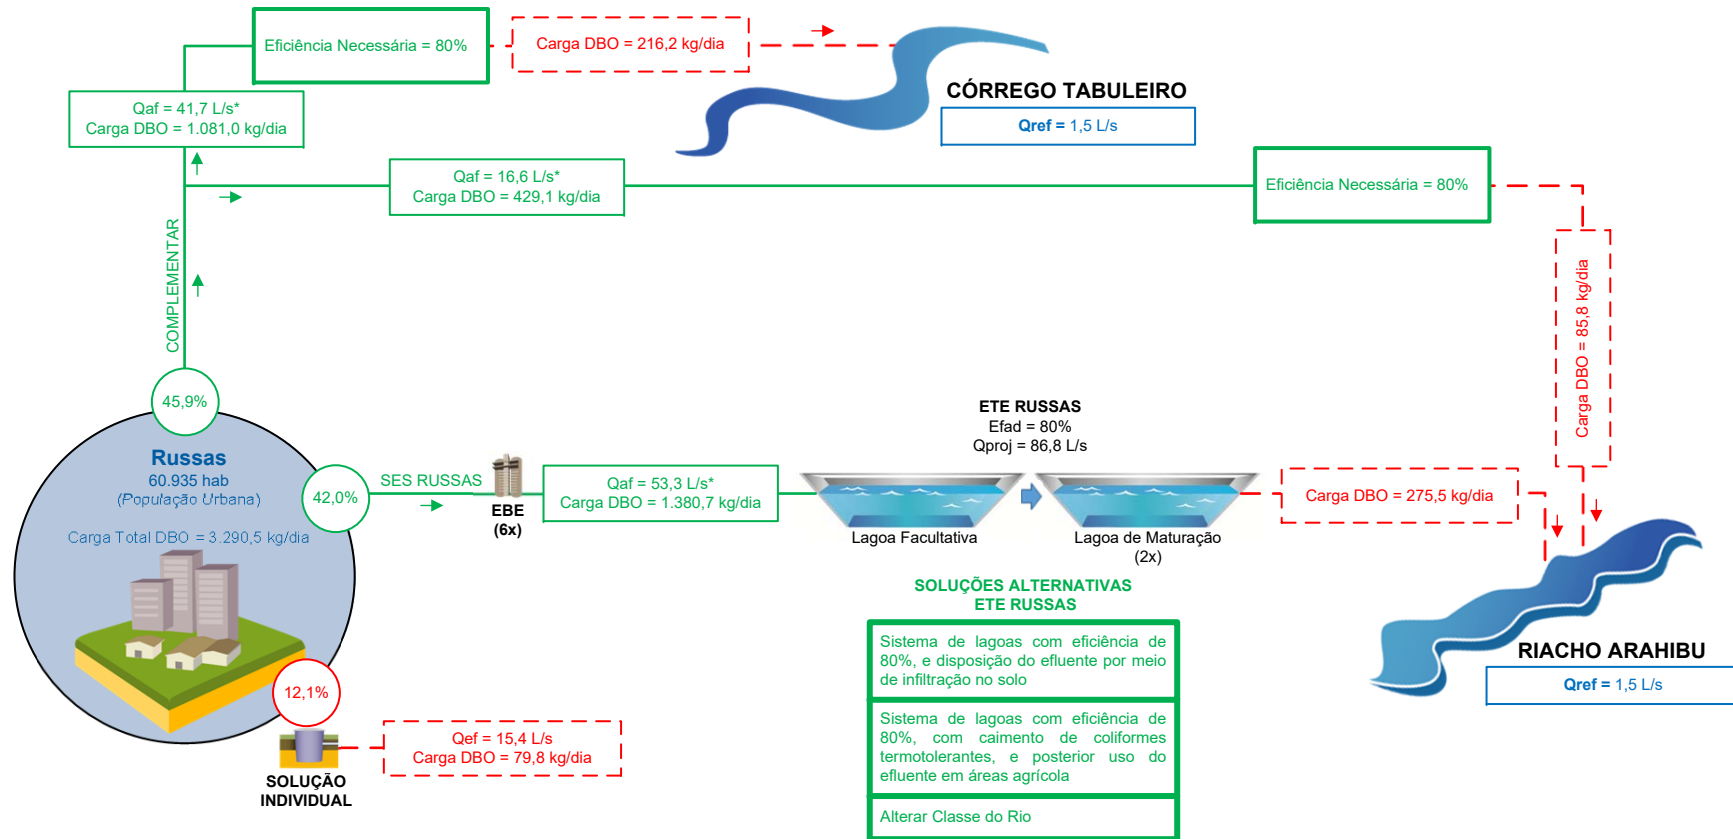 Eficiência Necessária = 80%
Carga DBO = 216,2 kg/dia
CÓRREGO TABULEIRO
Qref = 1,5 L/s
Qaf = 41,7 L/s*
Carga DBO = 1.081,0 kg/dia
Qaf = 16,6 L/s*
Carga DBO = 429,1 kg/dia
Eficiência Necessária = 80%
COMPLEMENTAR
Carga DBO = 85,8 kg/dia
45,9%
Russas
60.935 hab
(População Urbana)
Carga Total DBO = 3.290,5 kg/dia
42,0%
SES RUSSAS
EBE
(6x)
Qaf = 53,3 L/s*
Carga DBO = 1.380,7 kg/dia
ETE RUSSAS
Efad = 80%
Qproj = 86,8 L/s
Lagoa Facultativa
Lagoa de Maturação
(2x)
Carga DBO = 275,5 kg/dia
RIACHO ARAHIBU
Qref = 1,5 L/s
SOLUÇÕES ALTERNATIVAS
ETE RUSSAS
Sistema de lagoas com eficiência de
80%, e disposição do efluente por meio
de infiltração no solo
Sistema de lagoas com eficiência de
80%, com caimento de coliformes
termotolerantes, e posterior uso do
efluente em áreas agrícola
Alterar Classe do Rio
12,1%
SOLUÇÃO
INDIVIDUAL
Qef = 15,4 L/s
Carga DBO = 79,8 kg/dia